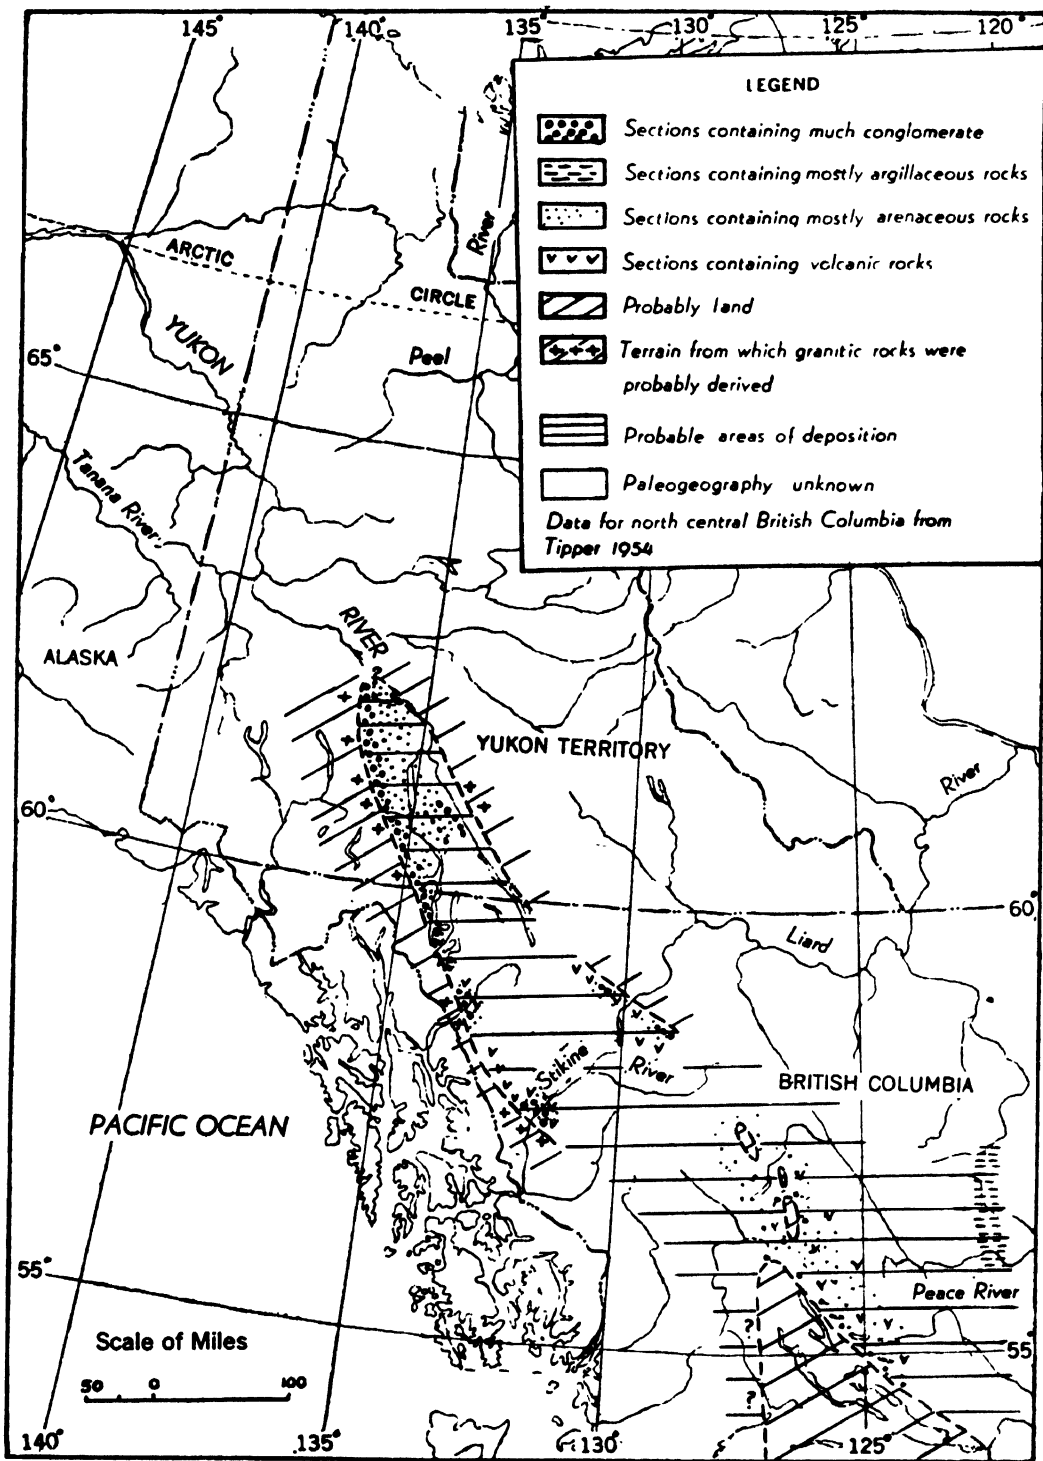 145°
140°
135°
130°
125°
120°
LEGEND
Sections containing much conglomerate
Sections containing mostly argillaceous rocks
Sections containing mostly arenaceous rocks
Sections containing volcanic rocks
Probably land
Terrain from which granitic rocks were
probably derived
Probable areas of deposition
Paleogeography unknown
Data for north central British Columbia from
Tipper 1954
River
ARCTIC
CIRCLE
YUKON
Peel
65°
Tanana River
RIVER
ALASKA
YUKON TERRITORY
River
60°
60°
Liard
Stikine
River
BRITISH COLUMBIA
PACIFIC OCEAN
P
P
55°
Peace River
?
Scale of Miles
55°
50 0 100
?
140°
135°
130°
125°